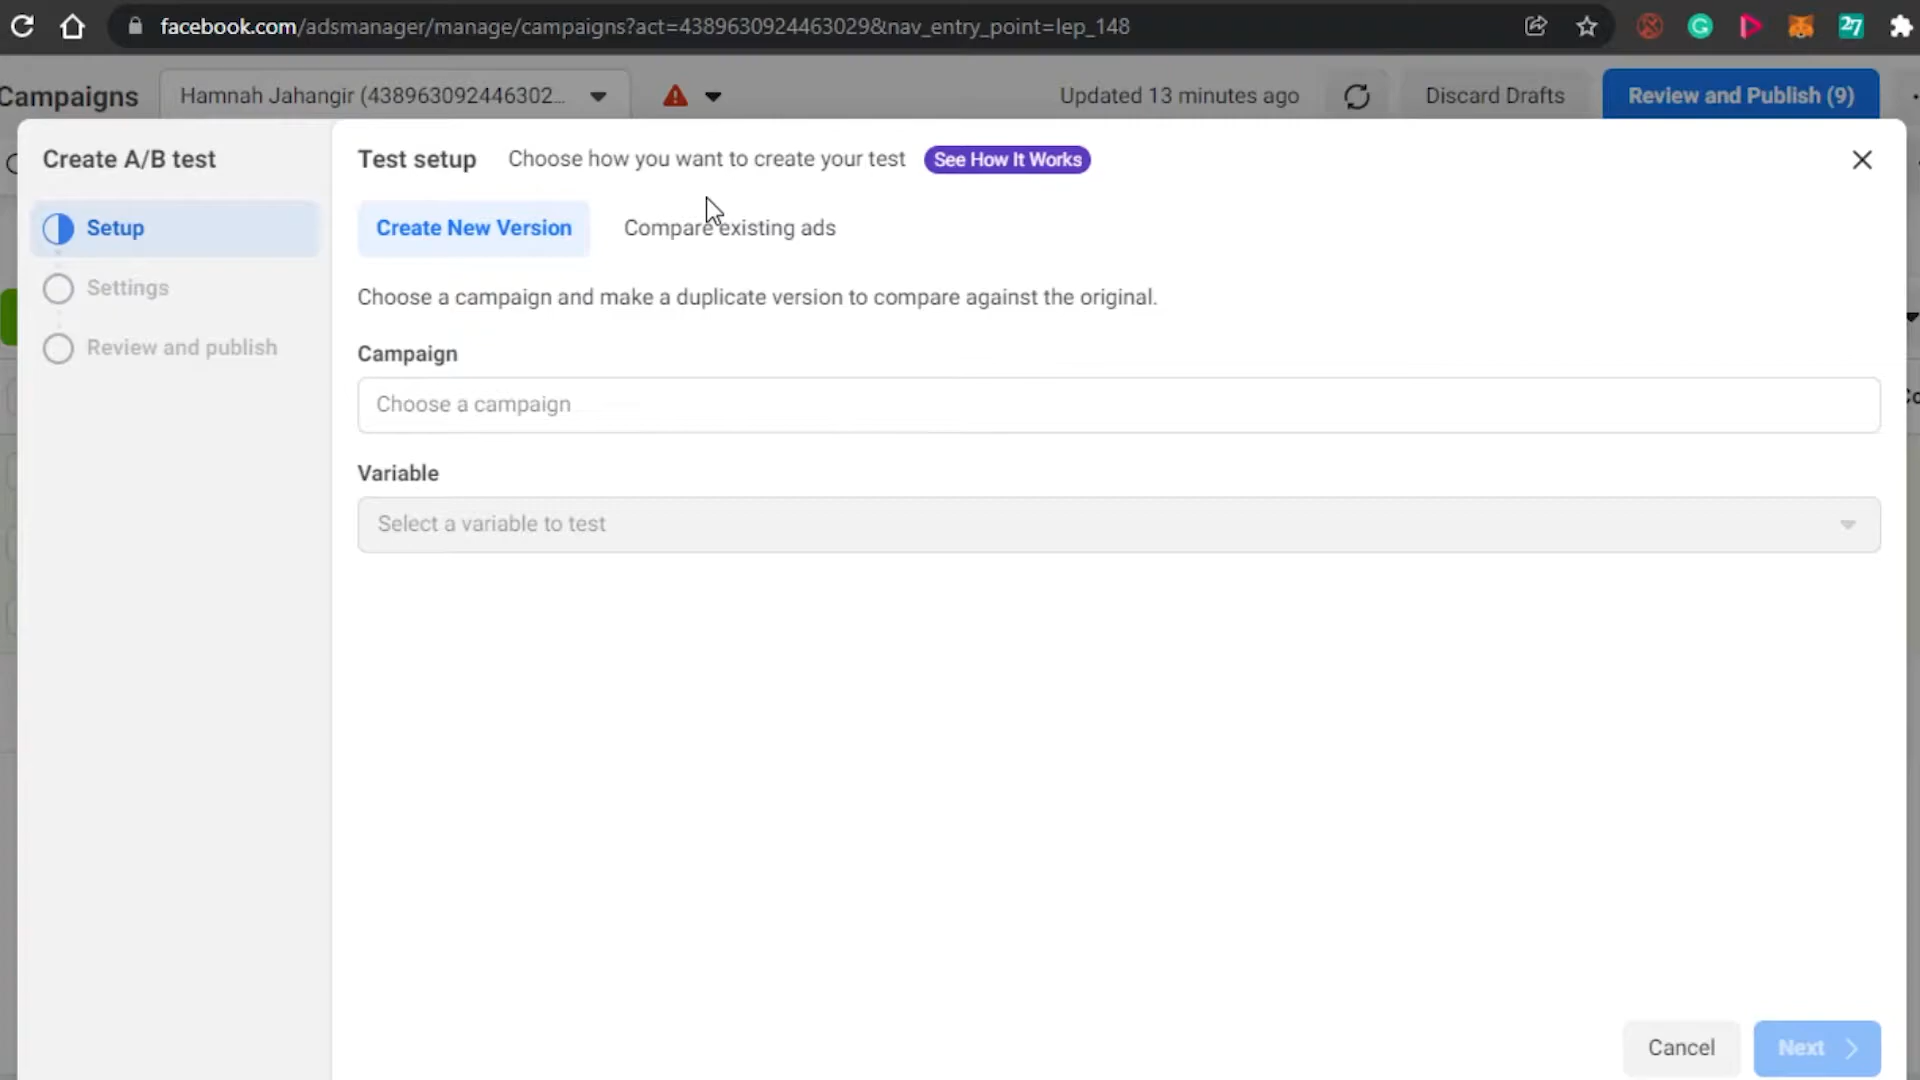 facebook.com/adsmanager/manage/campaigns?act=438963092446302​9&nav_entry_point=lep_148
27
Campaigns
Hamnah Jahangir (438963092446302...
Updated 13 minutes ago
Discard Drafts
Review and Publish (9)
Create A/B test
Test setup
Choose how you want to create your test
See How It Works
Setup
Create New Version
Compare existing ads
Settings
Choose a campaign and make a duplicate version to compare against the original.
Review and publish
Campaign
Choose a campaign
Variable
Select a variable to test
Cancel
Next